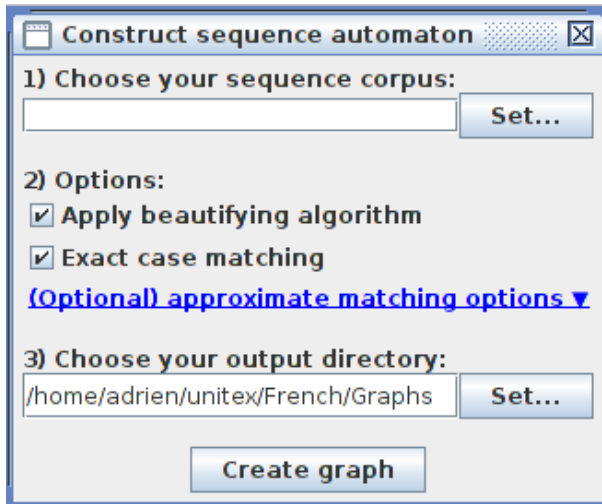 Construct sequence automaton
1) Choose your sequence corpus:
Set...
2) Options:
Apply beautifying algorithm
Exact case matching
(Optional) approximate matching options ▼
3) Choose your output directory:
/home/adrien/unitex/French/Graphs Set...
Create graph